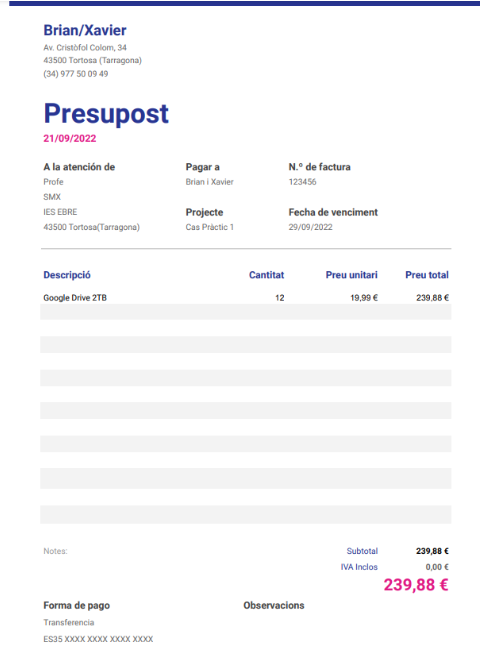 Brian/Xavier
Av. Cristòfol Colom, 34
43500 Tortosa (Tarragona)
(34) 977 50 09 49
Presupost
21/09/2022
A la atención de Pagar a N.º de factura
Profe Brian i Xavier 123456
SMX
IES EBRE Projecte Fecha de venciment
43500 Tortosa(Tarragona) Cas Pràctic 1 29/09/2022
Descripció Cantitat Preu unitari Preu total
Google Drive 2TB 12 19,99 € 239,88 €
Notes: Subtotal 239,88 €
IVA Inclos 0,00 €
239,88 €
Forma de pago Observacions
Transferencia
ES35 XXXX XXXX XXXX XXXX